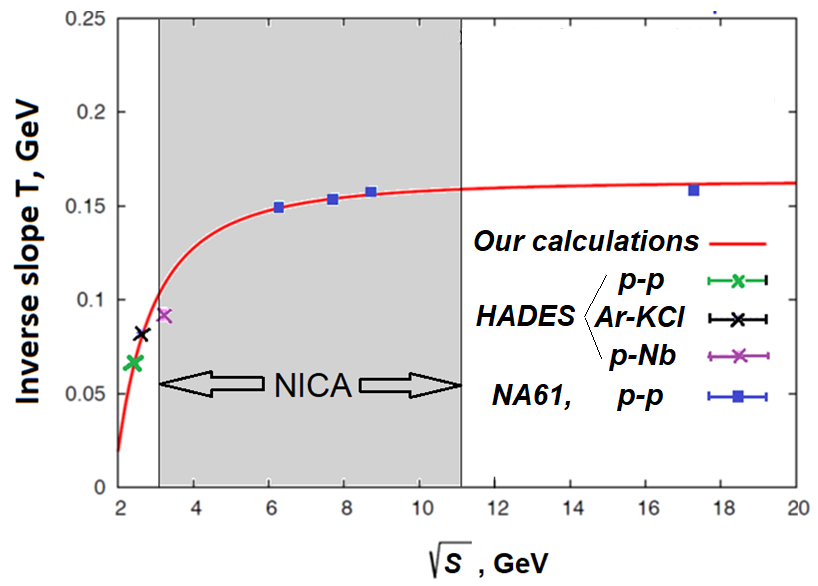 0.25
0.2
0.15
0.1
0.05
0
Inverse slope T, GeV
Our calculations
HADES
p-p
Ar-KCl
p-Nb
NA61, p-p
NICA
2 4 6 8 10 12 14 16 18 20
√S , GeV